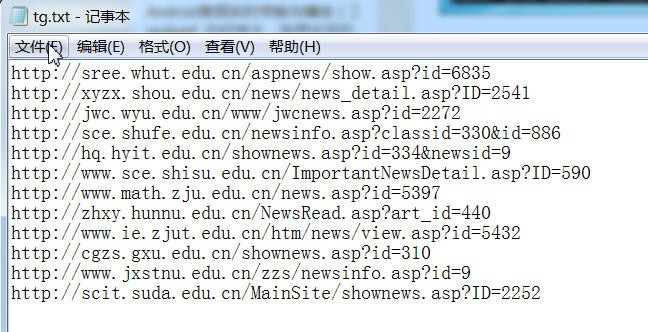 tg.txt - 记事本
文件(F) 编辑(E) 格式(O) 查看(V) 帮助(H)
http://sree.whut.edu.cn/aspnews/show.asp?id=6835
http://xyzx.shou.edu.cn/news/news_detail.asp?ID=2541
http://jwc.wyu.edu.cn/www/jwcnews.asp?id=2272
http://sce.shufe.edu.cn/newsinfo.asp?classid=330&id=886
http://hq.hyit.edu.cn/shownews.asp?id=334&newsid=9
http://www.sce.shisu.edu.cn/ImportantNewsDetail.asp?ID=590
http://www.math.zju.edu.cn/news.asp?id=5397
http://zhxy.hunnu.edu.cn/NewsRead.asp?art_id=440
http://www.ie.zjut.edu.cn/htm/news/view.asp?id=5432
http://cgzs.gxu.edu.cn/shownews.asp?id=310
http://www.jxstnu.edu.cn/zzs/newsinfo.asp?id=9
http://scit.suda.edu.cn/MainSite/shownews.asp?ID=2252